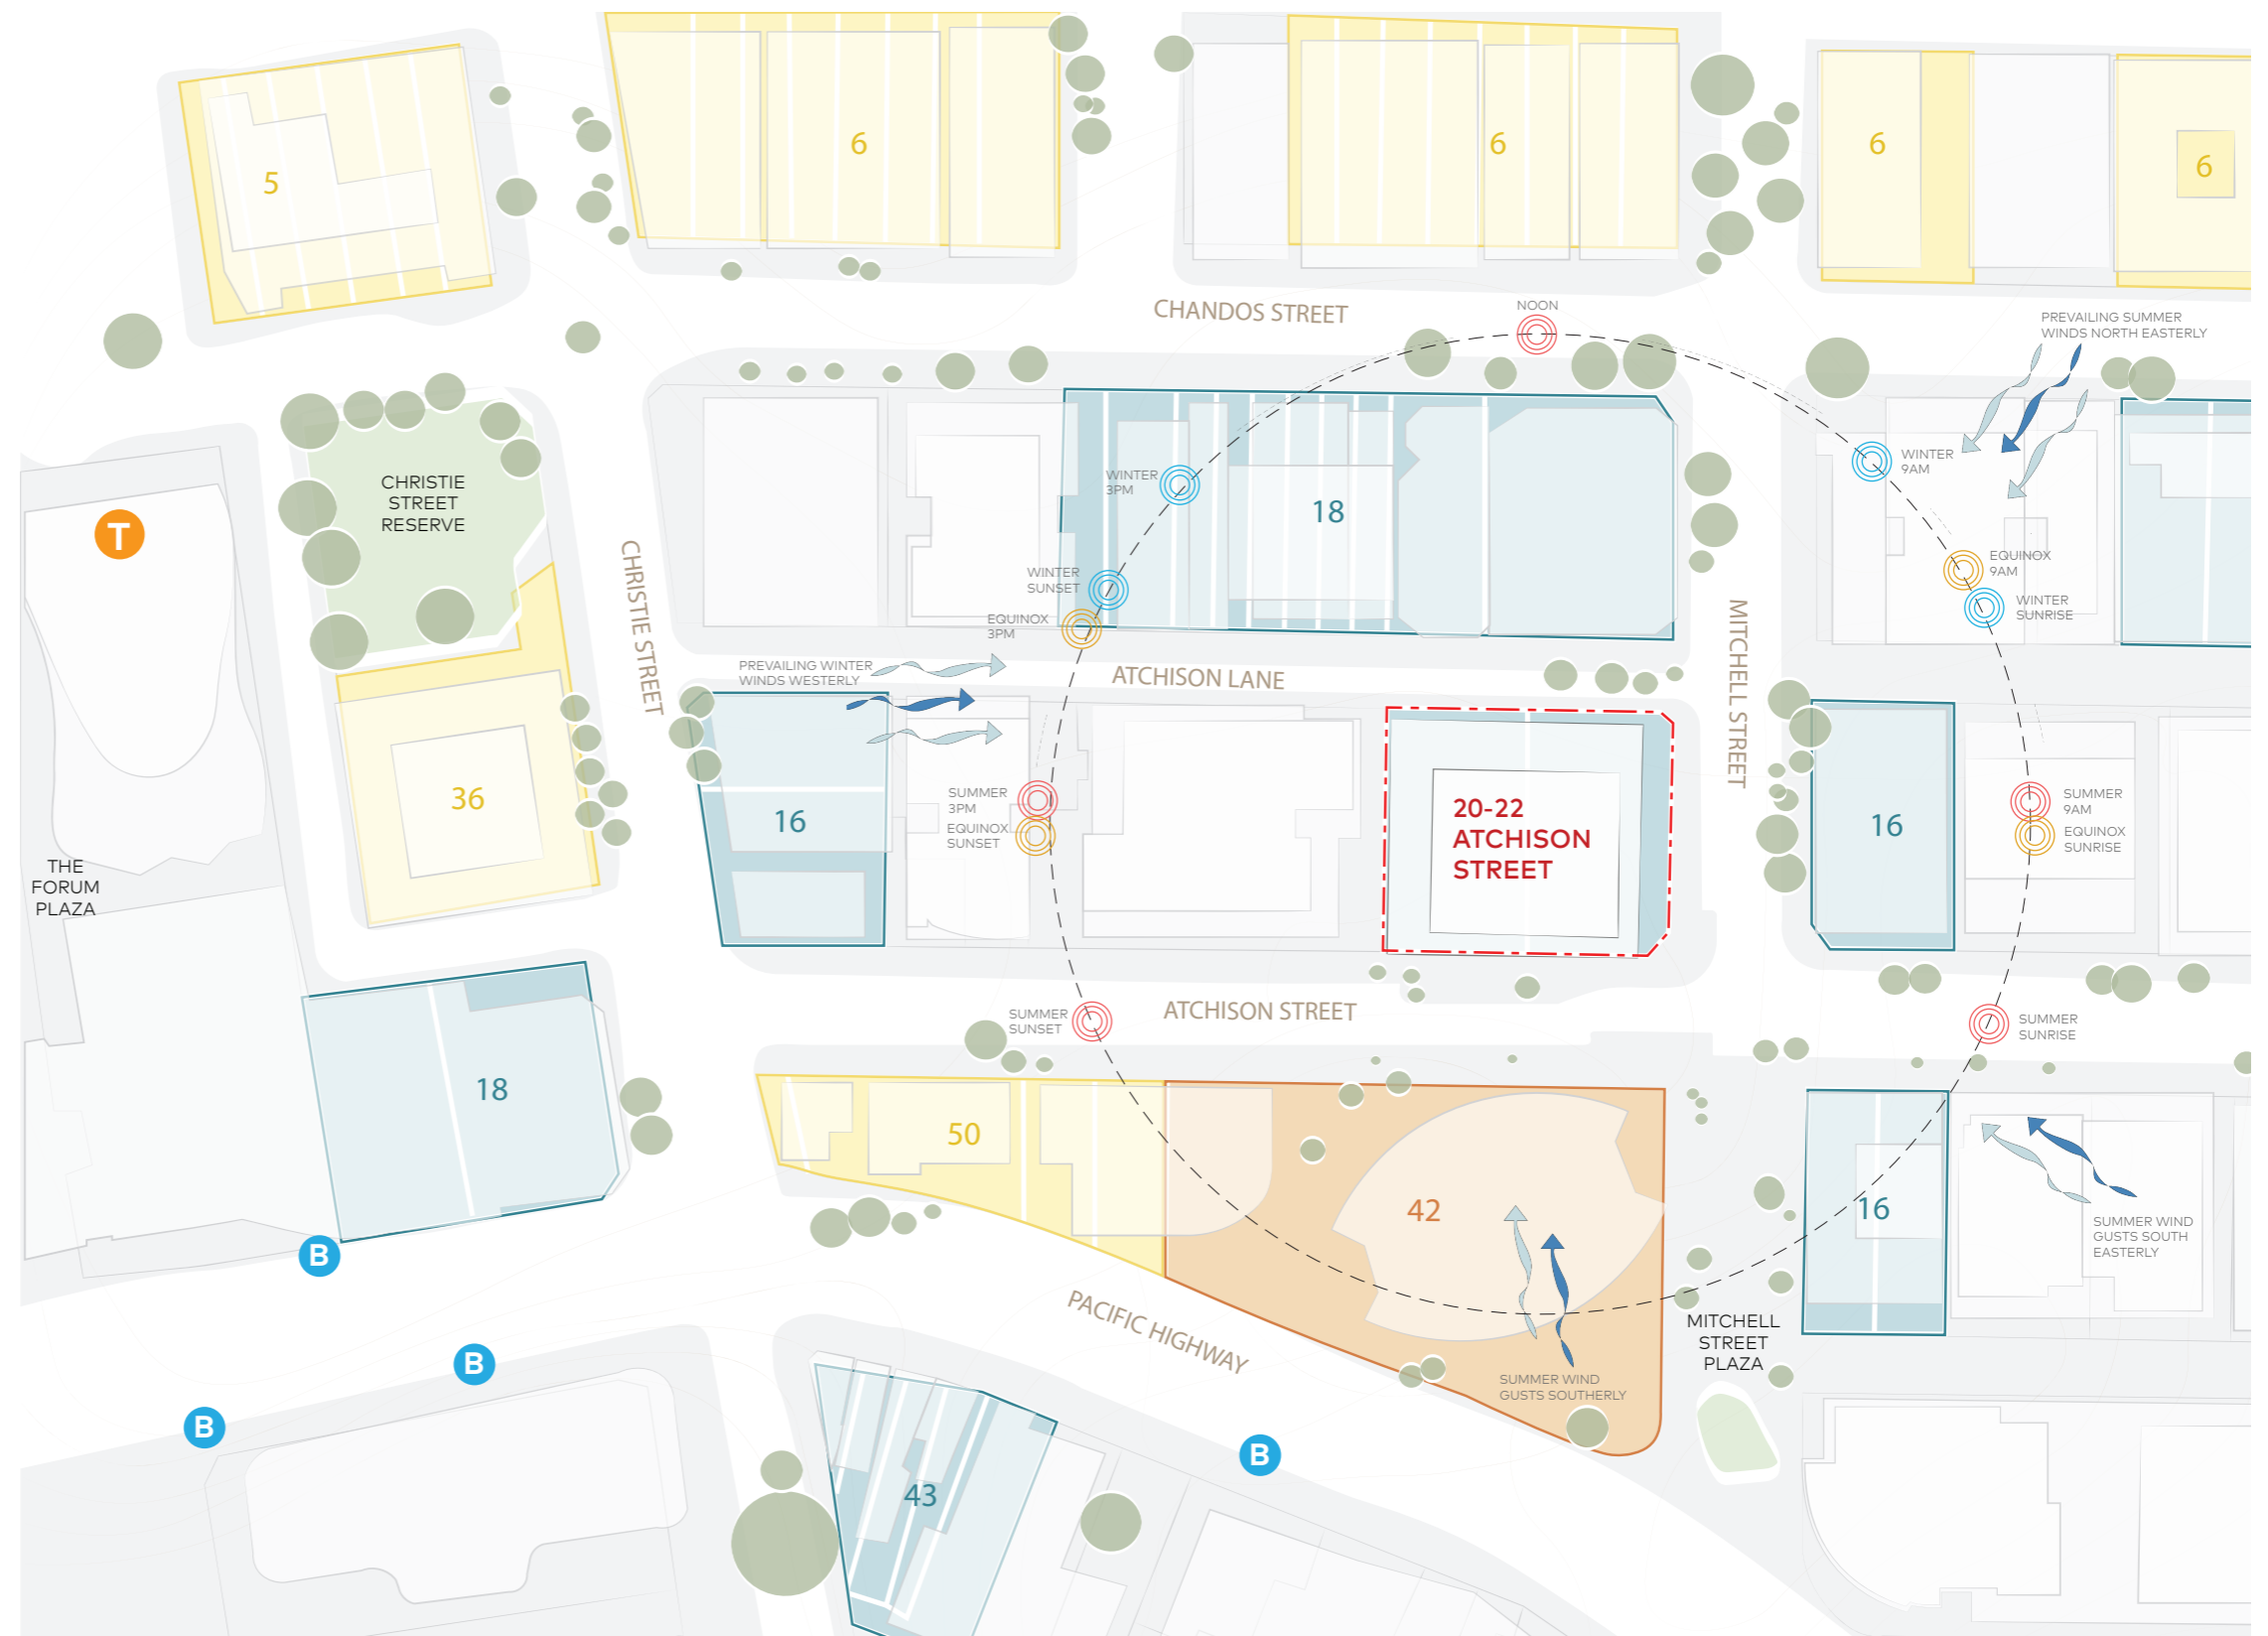 5
6
6
6
6
CHANDOS STREET
NOON
PREVAILING SUMMER
WINDS NORTH EASTERLY
CHRISTIE
STREET
RESERVE
T
WINTER
3PM
18
WINTER
9AM
EQUINOX
9AM
WINTER
SUNRISE
WINTER
SUNSET
EQUINOX
3PM
CHRISTIE STREET
PREVAILING WINTER
WINDS WESTERLY
ATCHISON LANE
MITCHELL STREET
36
16
SUMMER
3PM
EQUINOX
SUNSET
20-22
ATCHISON
STREET
16
SUMMER
9AM
EQUINOX
SUNRISE
THE
FORUM
PLAZA
SUMMER
SUNSET
ATCHISON STREET
SUMMER
SUNRISE
18
50
42
16
SUMMER WIND
GUSTS SOUTH
EASTERLY
B
PACIFIC HIGHWAY
MITCHELL
STREET
PLAZA
SUMMER WIND
GUSTS SOUTHERLY
B
B
B
43